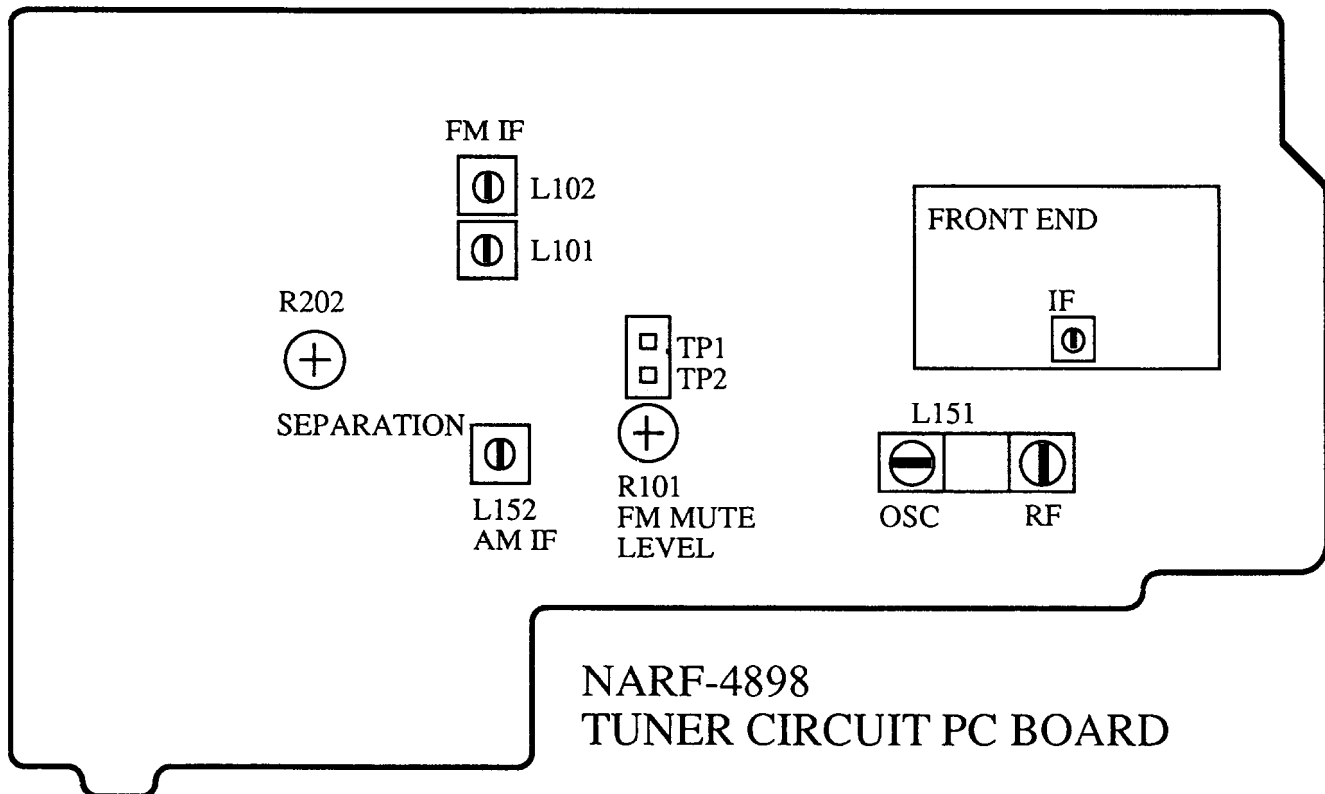 FM IF
L102
L101
FRONT END
IF
R202
SEPARATION
TP1
TP2
L151
OSC
RF
L152
AM IF
R101
FM MUTE
LEVEL
NARF-4898
TUNER CIRCUIT PC BOARD